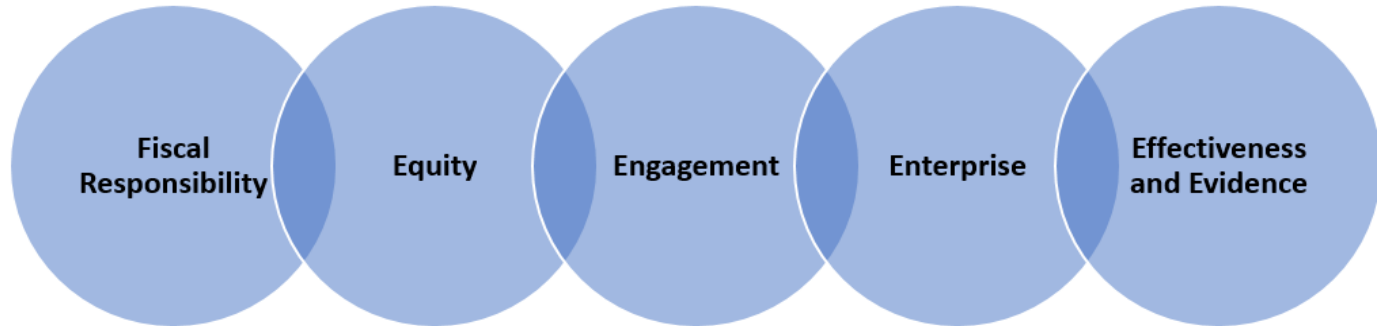 Fiscal
Responsibility
Equity
Engagement
Enterprise
Effectiveness
and Evidence